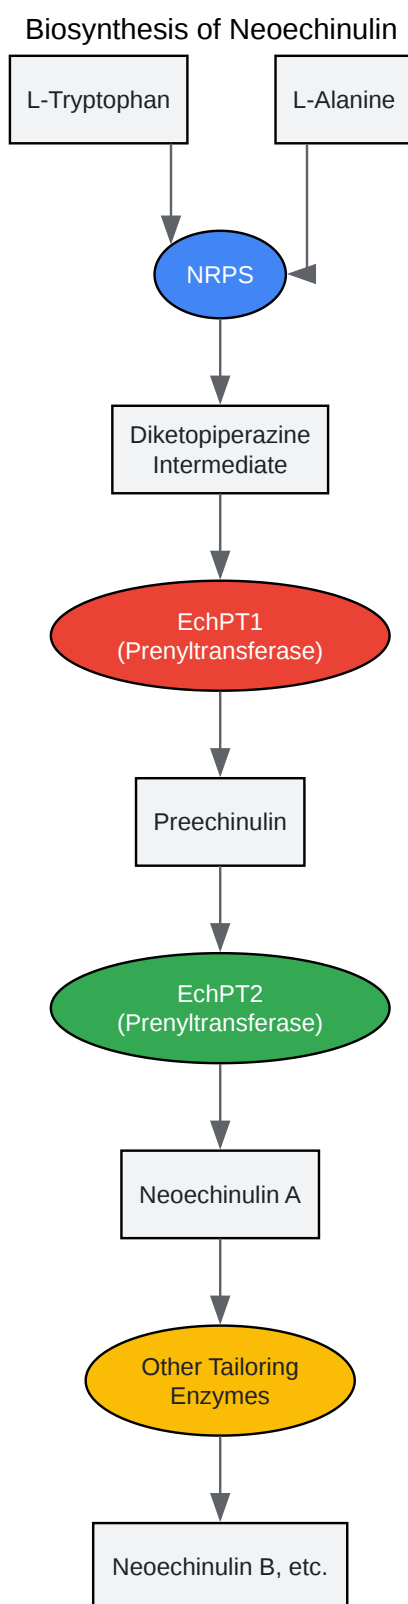 Biosynthesis of Neoechinulin
L-Tryptophan
L-Alanine
NRPS
Diketopiperazine
Intermediate
EchPT1
(Prenyltransferase)
Preechinulin
EchPT2
(Prenyltransferase)
Neoechinulin A
Other Tailoring
Enzymes
Neoechinulin B, etc.